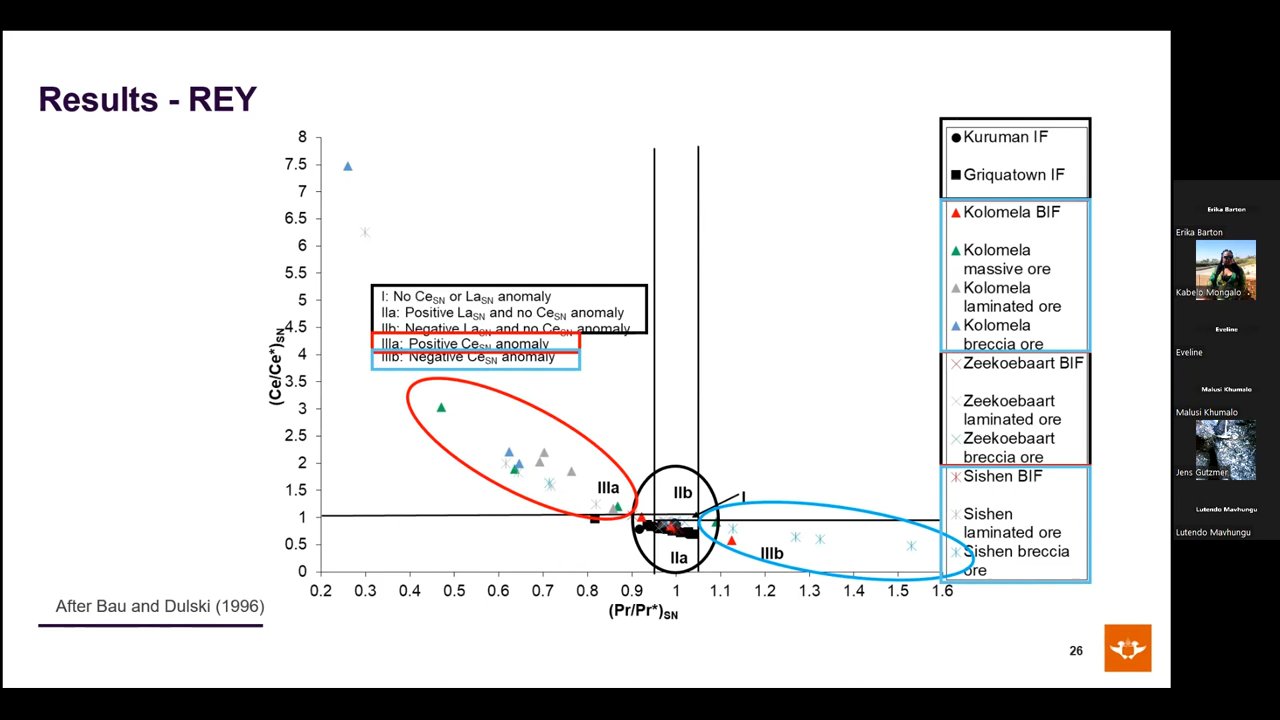 Results - REY
8
7.5
7
6.5
6
5.5
5
4.5
4
3.5
3
2.5
2
1.5
1
0.5
0
(Ce/Ce*)SN
0.2 0.3 0.4 0.5 0.6 0.7 0.8 0.9 1 1.1 1.2 1.3 1.4 1.5 1.6
(Pr/Pr*)SN
I: No CeSN or LaSN anomaly
IIa: Positive LaSN and no CeSN anomaly
IIb: Negative LaSN and no CeSN anomaly
IIIa: Positive CeSN anomaly
IIIb: Negative CeSN anomaly
IIIa
IIb
I
IIa
IIIb
Kuruman IF
Griquatown IF
Kolomela BIF
Kolomela
massive ore
Kolomela
laminated ore
Kolomela
breccia ore
Zeekoebaart BIF
Zeekoebaart
laminated ore
Zeekoebaart
breccia ore
Sishen BIF
Sishen
laminated ore
Sishen breccia
ore
After Bau and Dulski (1996)
26
Erika Barton
Erika Barton
Kabelo Mongalo
Eveline
Eveline
Malusi Khumalo
Malusi Khumalo
Jens Gutzmer
Lutendo Mavhungu
Lutendo Mavhungu